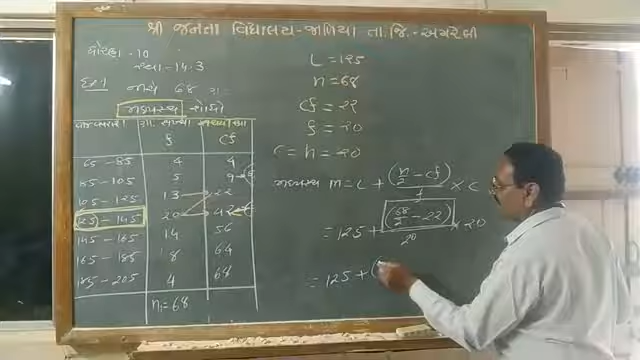 શ્રી જનતા વિદ્યાલય-જાળિયા તા.જિ.-અમરેલી
ધોરણ-10
સ્વા-14.3
L = 125
n = 68
cf = 22
f = 20
c = h = 20
Ex-1 68
મધ્યસ્થ શોધો
f cf
65-85 4 4
85-105 5 9
105-125 13 22
125-145 20 42
145-165 14 56
165-185 8 64
185-205 4 68
n=68
મધ્યસ્થ M = L + (n/2 - cf)/f × C
= 125 + (68/2 - 22)/20 × 20
= 125 + (